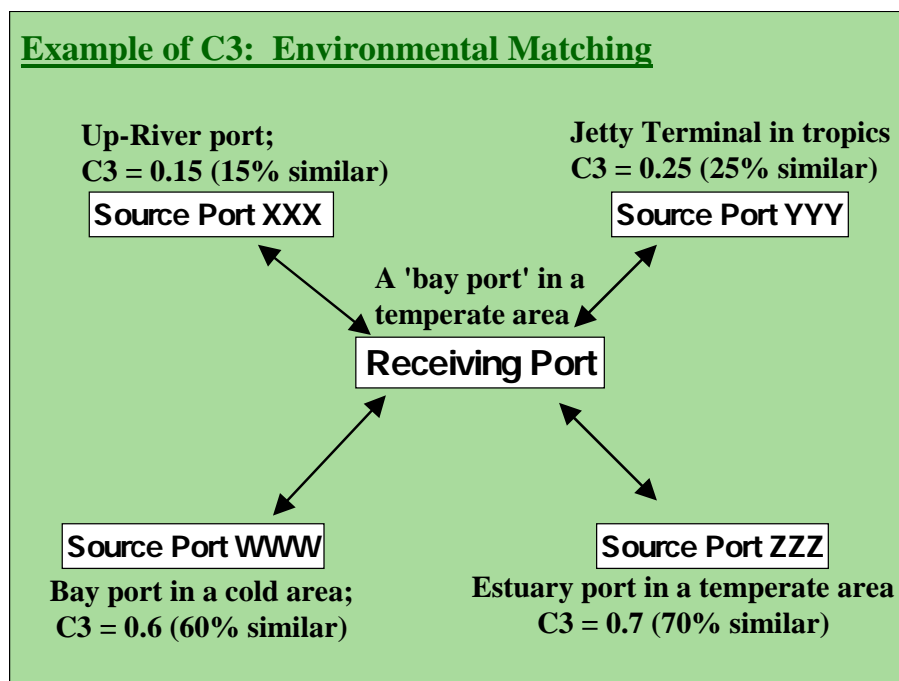 Example of C3:  Environmental Matching
Up-River port;
C3 = 0.15 (15% similar)
Source Port XXX
Jetty Terminal in tropics
C3 = 0.25 (25% similar)
Source Port YYY
A 'bay port' in a
temperate area
Receiving Port
Source Port WWW
Bay port in a cold area;
C3 = 0.6 (60% similar)
Source Port ZZZ
Estuary port in a temperate area
C3 = 0.7 (70% similar)